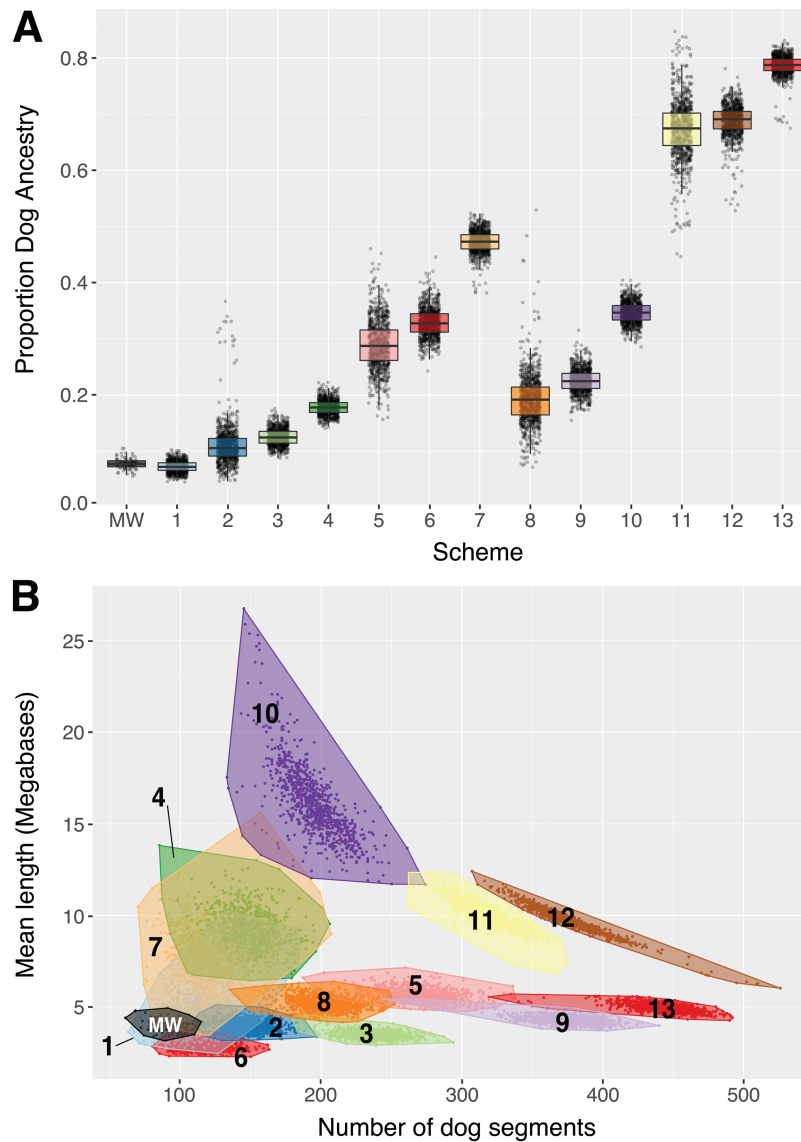 A
Proportion Dog Ancestry
0.8
0.6
0.4
0.2
0.0
MW 1 2 3 4 5 6 7 8 9 10 11 12 13
Scheme
B
Mean length (Megabases)
25
20
15
10
5
10
4
7
11
12
5
8
13
MW
2
9
3
1
6
100 200 300 400 500
Number of dog segments